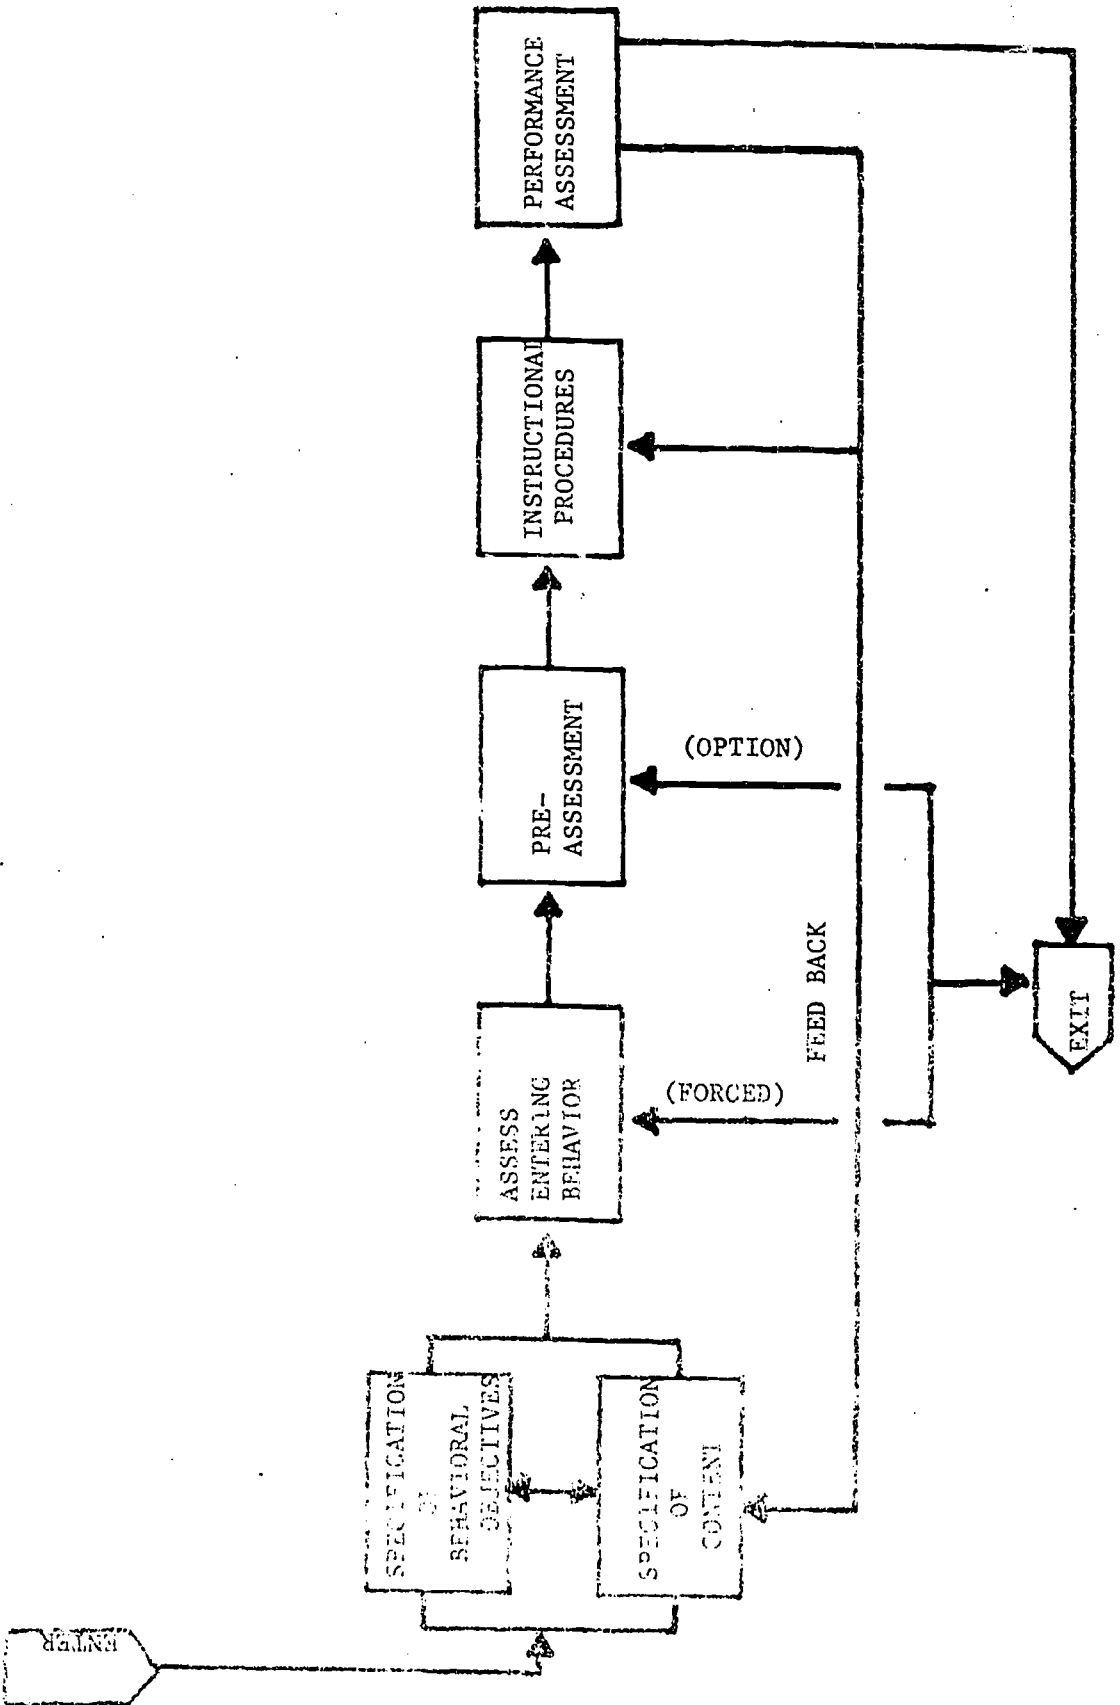 ENTER
SPECIFICATION
OF
BEHAVIORAL
OBJECTIVES
SPECIFICATION
OF
CONTENT
ASSESS
ENTERING
BEHAVIOR
(FORCED)
PRE-
ASSESSMENT
(OPTION)
INSTRUCTIONAL
PROCEDURES
PERFORMANCE
ASSESSMENT
FEED BACK
EXIT